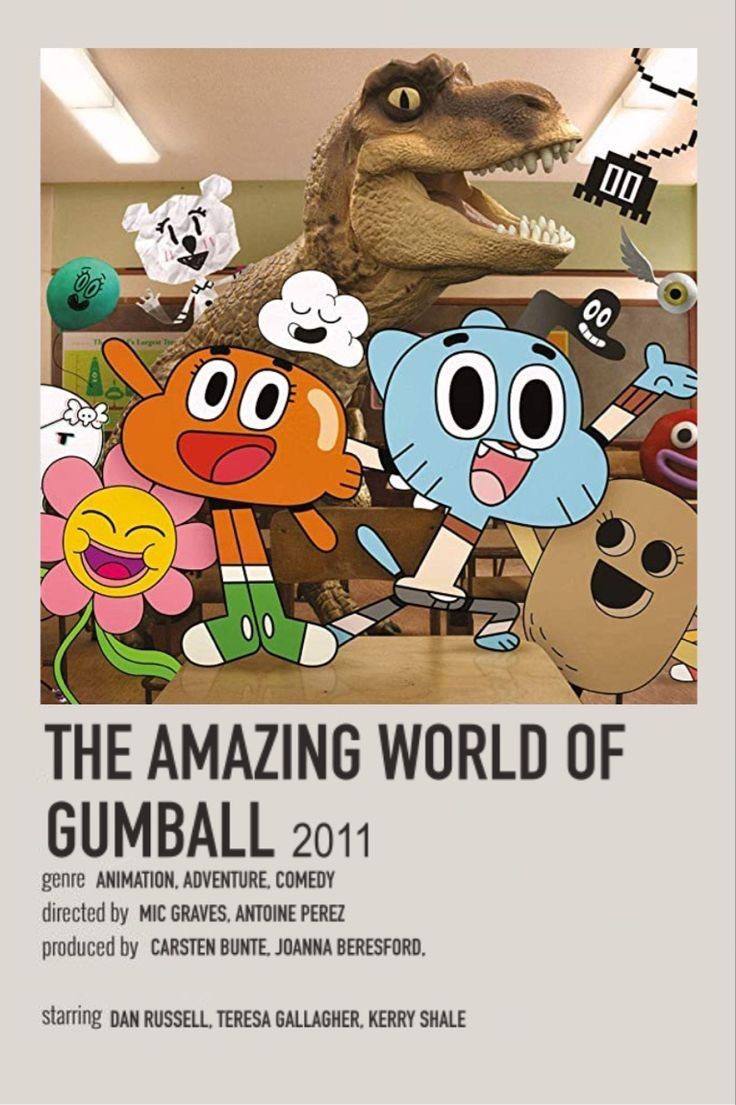 THE AMAZING WORLD OF
GUMBALL 2011
genre ANIMATION, ADVENTURE, COMEDY
directed by MIC GRAVES, ANTOINE PEREZ
produced by CARSTEN BUNTE, JOANNA BERESFORD,
starring DAN RUSSELL, TERESA GALLAGHER, KERRY SHALE